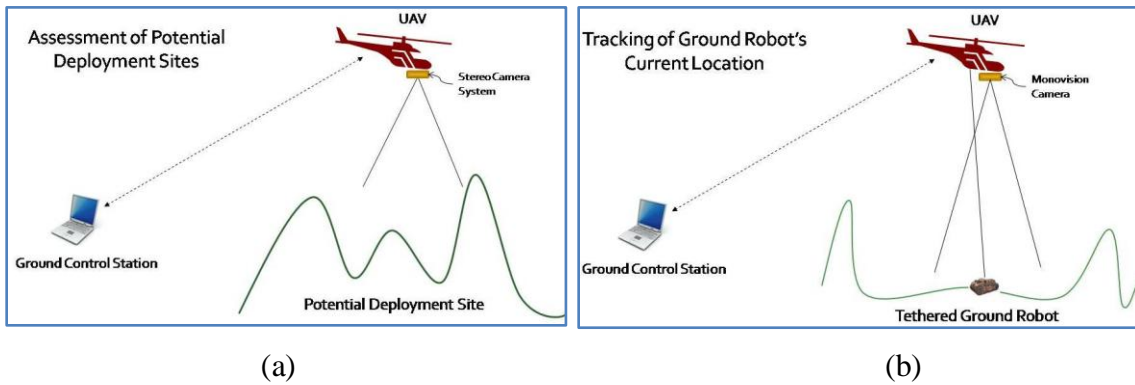 Assessment of Potential
Deployment Sites
UAV
Stereo Camera
System
Ground Control Station
Potential Deployment Site
(a)
Tracking of Ground Robot's
Current Location
UAV
Monovision
Camera
Ground Control Station
Tethered Ground Robot
(b)